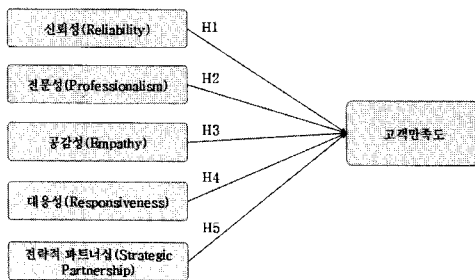 신뢰성(Reliability)
H1
전문성(Professionalism)
H2
공감성(Empathy)
H3
고객만족도
대응성(Responsiveness)
H4
전략적 파트너십(Strategic
Partnership)
H5